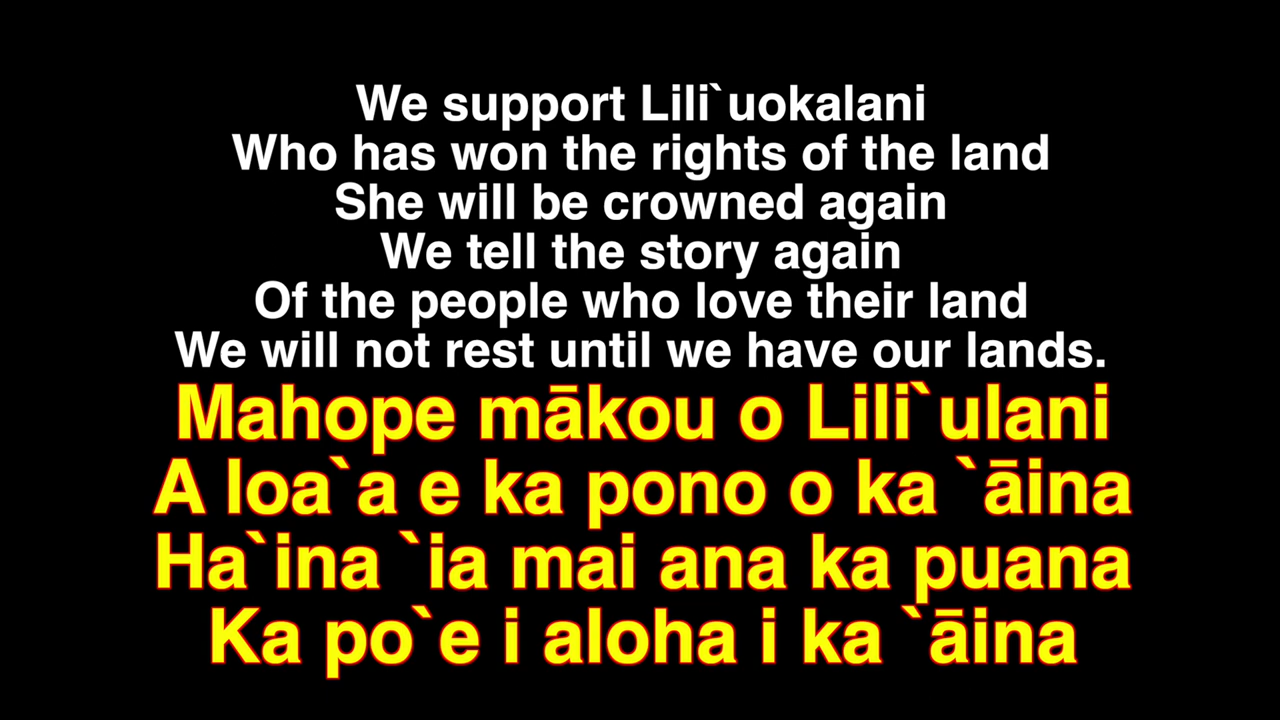 We support Lili`uokalani
Who has won the rights of the land
She will be crowned again
We tell the story again
Of the people who love their land
We will not rest until we have our lands.
Mahope mākou o Lili`ulani
A loa`a e ka pono o ka `āina
Ha`ina `ia mai ana ka puana
Ka po`e i aloha i ka `āina